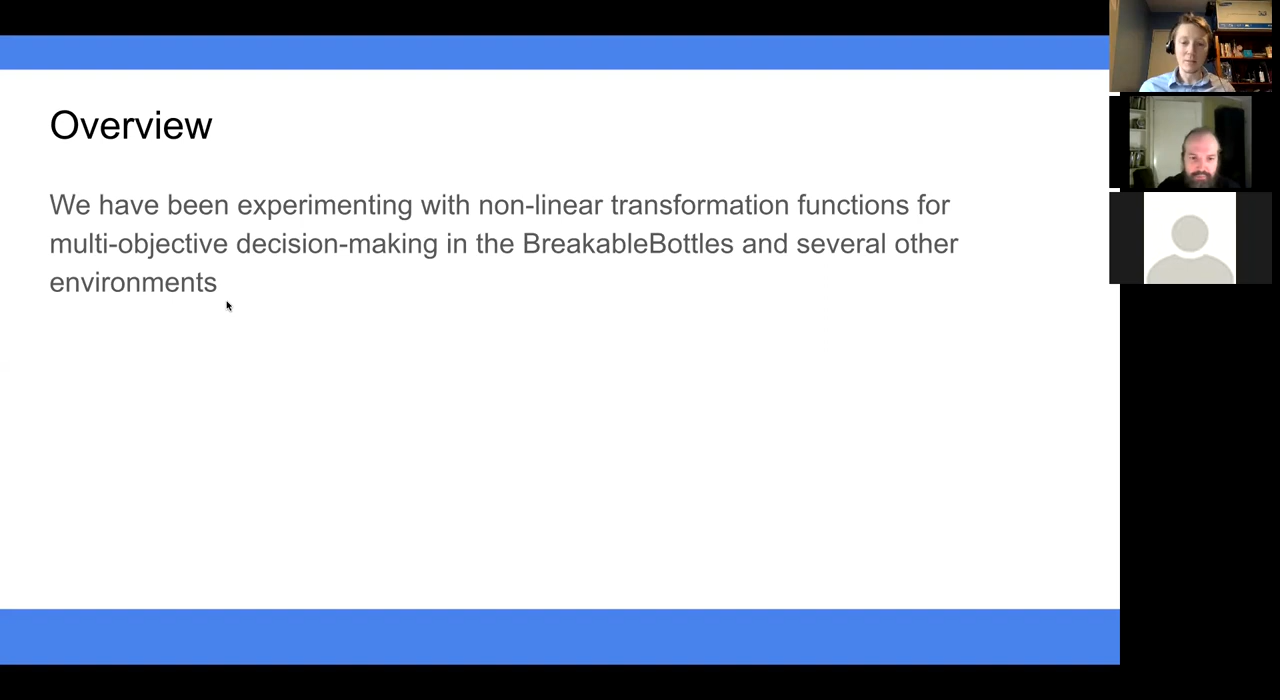 Overview
We have been experimenting with non-linear transformation functions for
multi-objective decision-making in the BreakableBottles and several other
environments